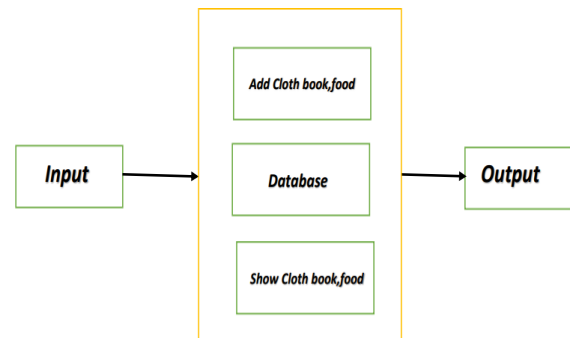 Add Cloth book,food
Input
Database
Output
Show Cloth book,food